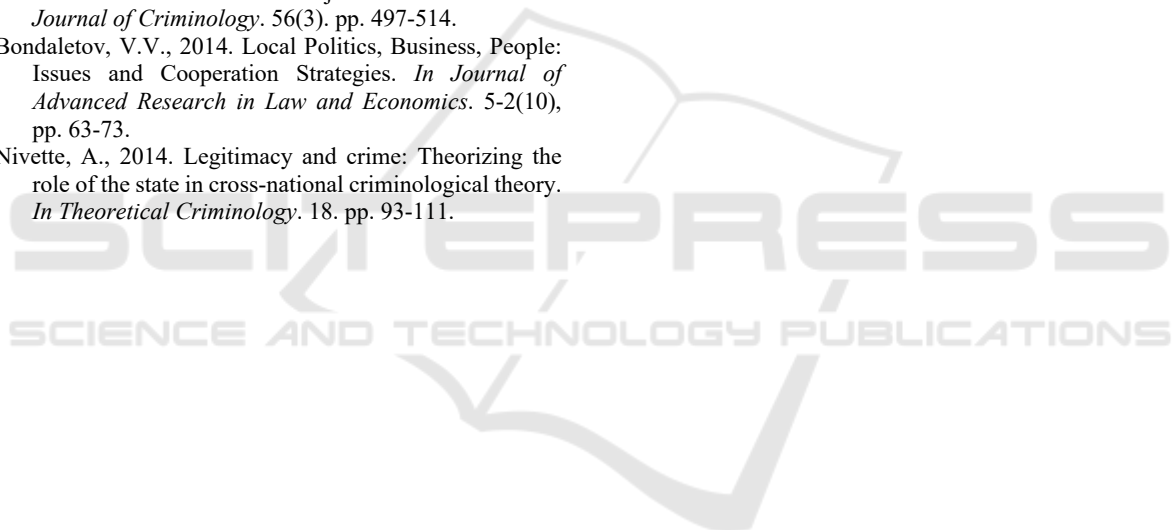 Journal of Criminology. 56(3). pp. 497-514.
Bondaletov, V.V., 2014. Local Politics, Business, People:
Issues and Cooperation Strategies. In Journal of
Advanced Research in Law and Economics. 5-2(10),
pp. 63-73.
Nivette, A., 2014. Legitimacy and crime: Theorizing the
role of the state in cross-national criminological theory.
In Theoretical Criminology. 18. pp. 93-111.
SCITEPRESS
SCIENCE AND TECHNOLOGY PUBLICATIONS